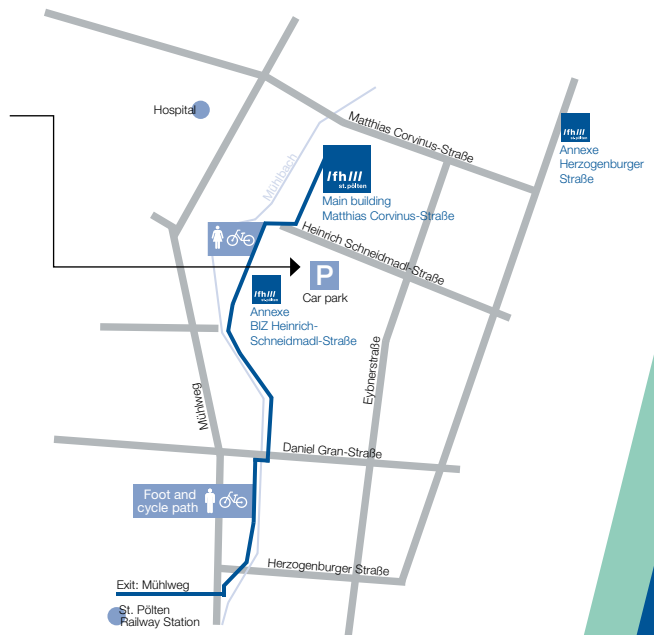 Hospital
Matthias Corvinus-Straße
/fh///
st.pölten
Annexe
Herzogenburger
Straße
Mühlbach
/fh///
st.pölten
Main building
Matthias Corvinus-Straße
Heinrich Schneidmadl-Straße
P
Car park
/fh///
st.pölten
Annexe
BIZ Heinrich-
Schneidmadl-Straße
Eybnerstraße
Mühlweg
Daniel Gran-Straße
Foot and
cycle path
Herzogenburger Straße
Exit: Mühlweg
St. Pölten
Railway Station